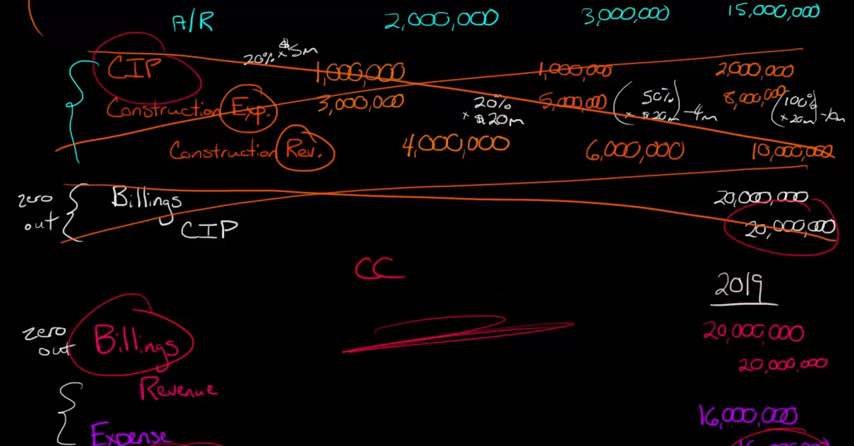 A/R 2,000,000 3,000,000 15,000,000
20% x $5m
CIP 1,000,000 1,000,000 2,000,000
Construction Exp. 3,000,000 5,000,000 8,000,000
20% x $20m (50% x $20m) -4m (100% x $20m)
Construction Rev. 4,000,000 6,000,000 10,000,000
zero out { Billings 20,000,000
CIP 20,000,000
CC 2019
zero out Billings 20,000,000
Revenue 20,000,000
Expense 16,000,000